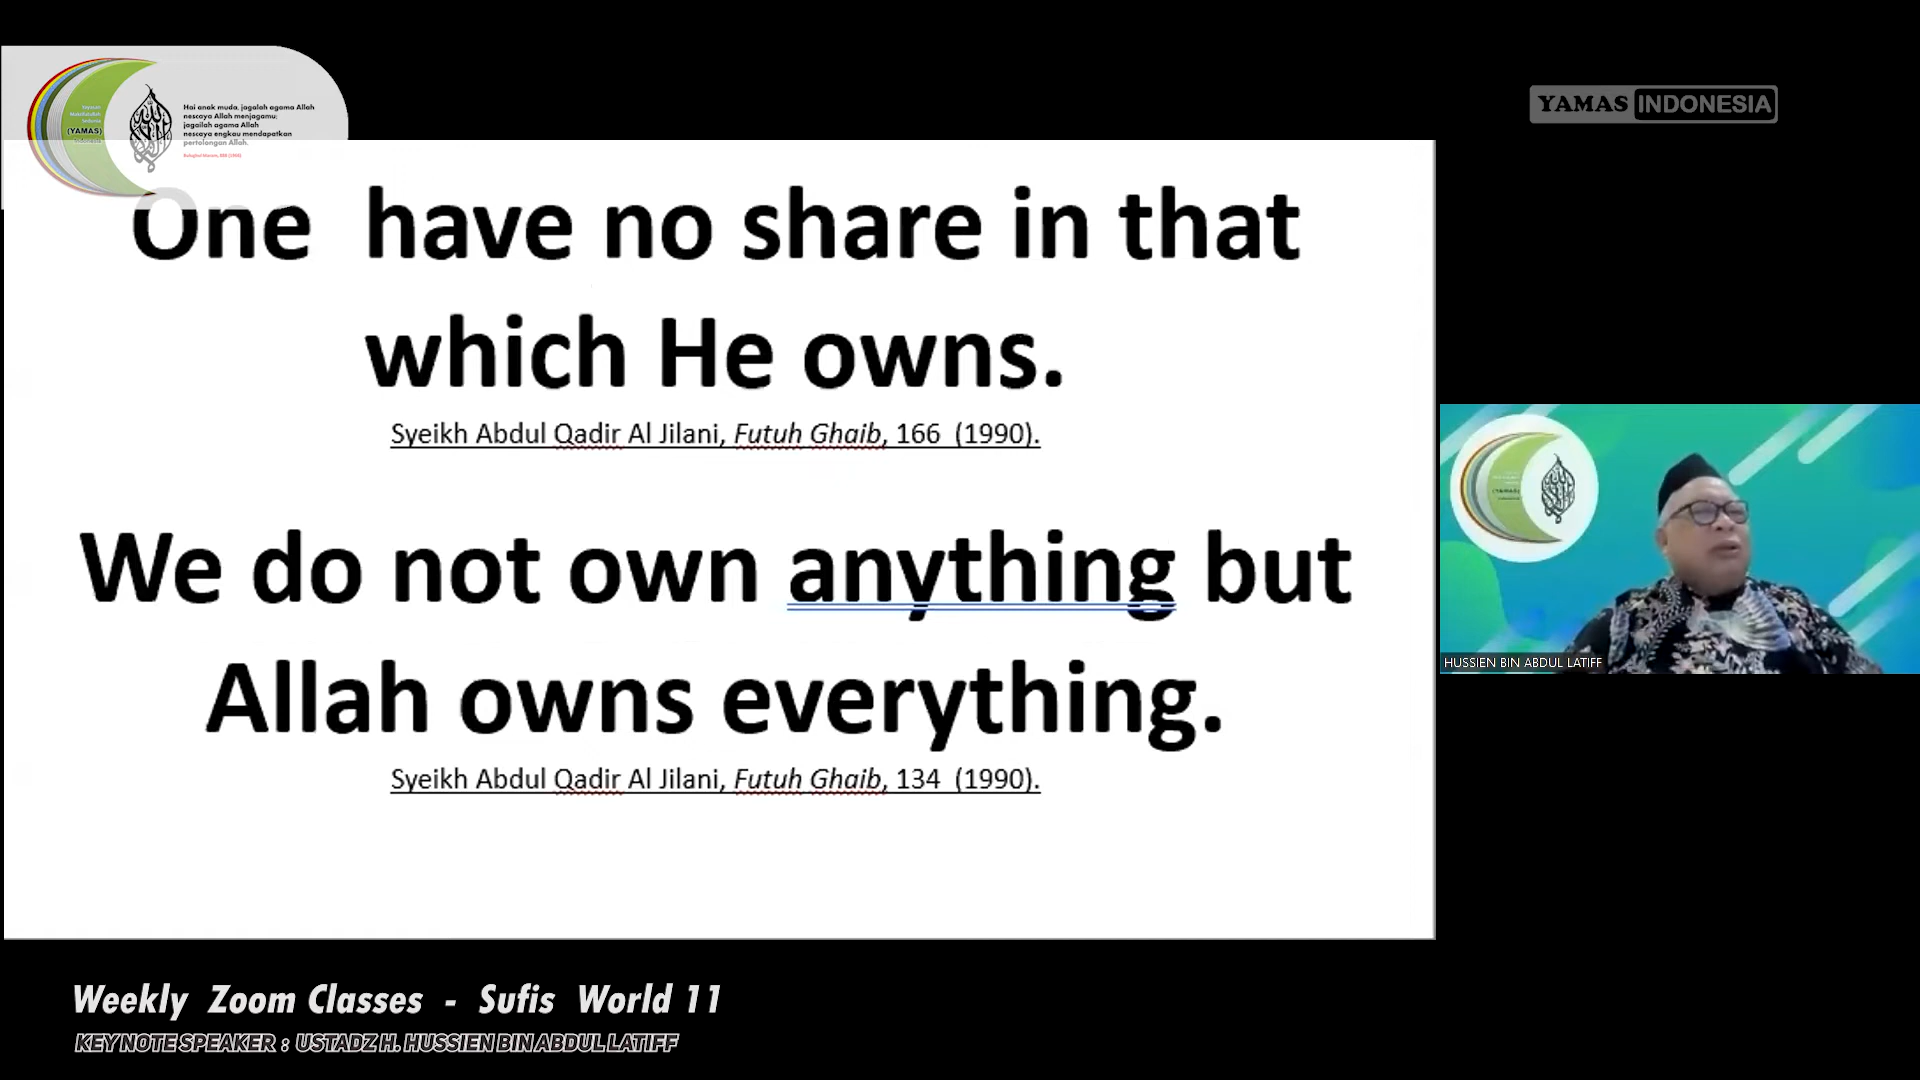 Hai anak muda, jagalah agama Allah
nescaya Allah menjagamu;
jagalah agama Allah
nescaya engkau mendapatkan
pertolongan Allah.
(YAMAS)
YAMAS INDONESIA
One have no share in that
which He owns.
Syeikh Abdul Qadir Al Jilani, Futuh Ghaib, 166 (1990).
We do not own anything but
Allah owns everything.
Syeikh Abdul Qadir Al Jilani, Futuh Ghaib, 134 (1990).
HUSSIEN BIN ABDUL LATIFF
Weekly Zoom Classes - Sufis World 11
KEYNOTE SPEAKER : USTADZ H. HUSSIEN BIN ABDUL LATIFF